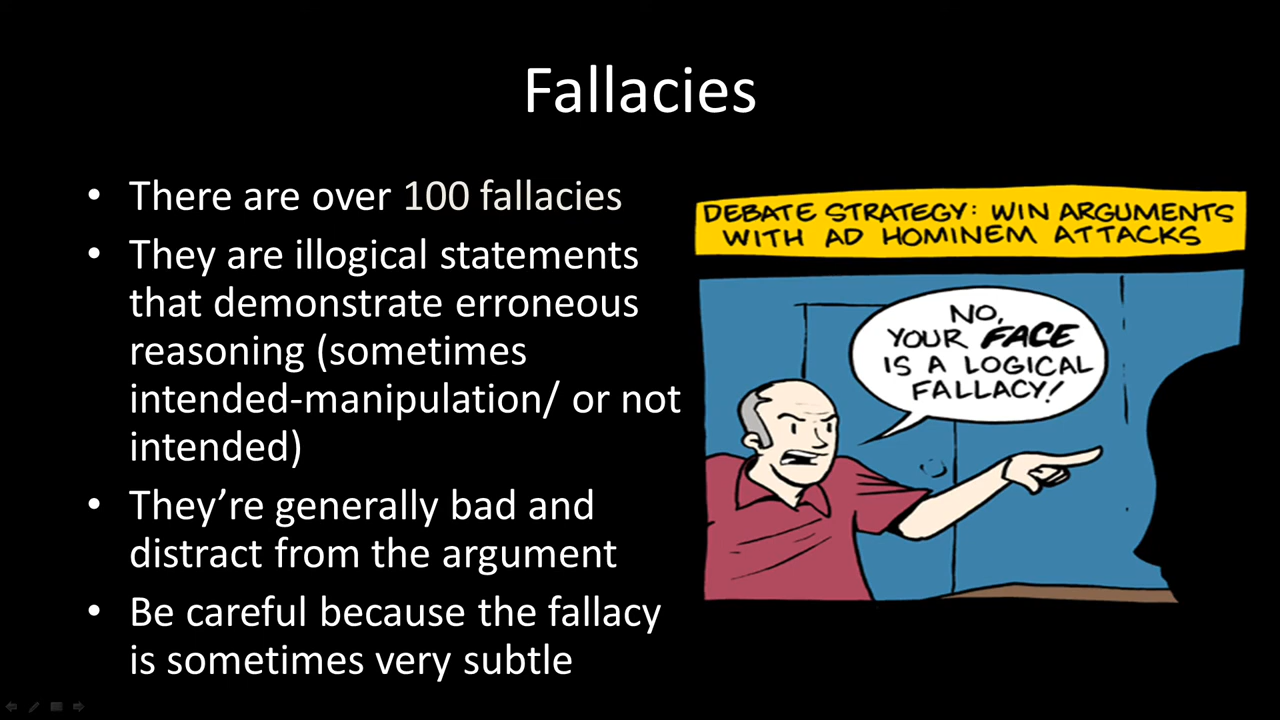 Fallacies
• There are over 100 fallacies
• They are illogical statements
that demonstrate erroneous
reasoning (sometimes
intended-manipulation/ or not
intended)
• They’re generally bad and
distract from the argument
• Be careful because the fallacy
is sometimes very subtle
DEBATE STRATEGY: WIN ARGUMENTS
WITH AD HOMINEM ATTACKS
NO,
YOUR FACE
IS A LOGICAL
FALLACY!